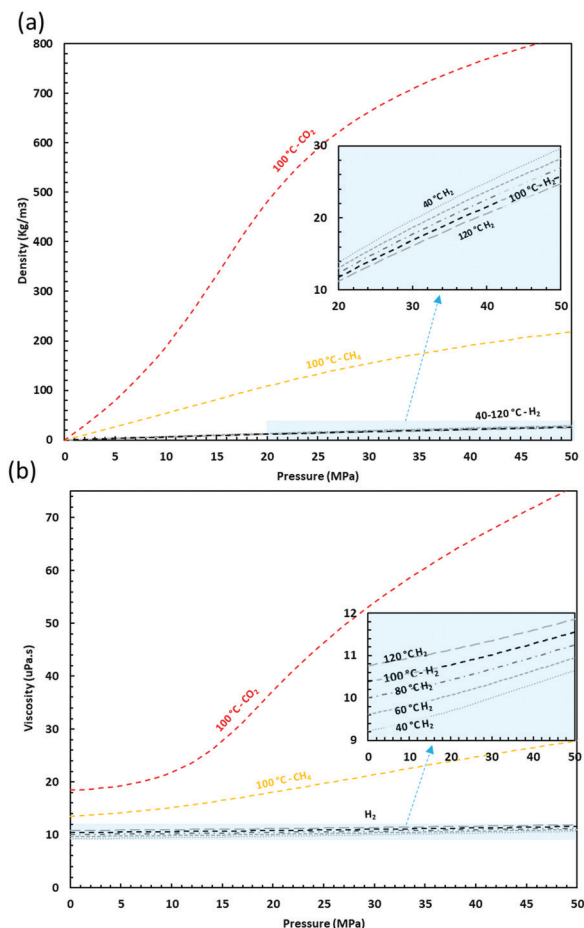 (a)
800
700
600
500
400
300
200
100
0
Density (Kg/m3)
100 °C- CO₂
100 °C- CH₄
40-120 °C - H₂
30
20
10
40 °C H₂
100 °C - H₂
120 °C H₂
20 30 40 50
0 5 10 15 20 25 30 35 40 45 50
Pressure (MPa)
(b)
70
60
50
40
30
20
10
0
Viscosity (uPa.s)
100 °C- CO₂
100 °C- CH₄
H₂
12
11
10
9
120 °C H₂
100 °C - H₂
80 °C H₂
60 °C H₂
40 °C H₂
0 10 20 30 40 50
0 5 10 15 20 25 30 35 40 45 50
Pressure (MPa)